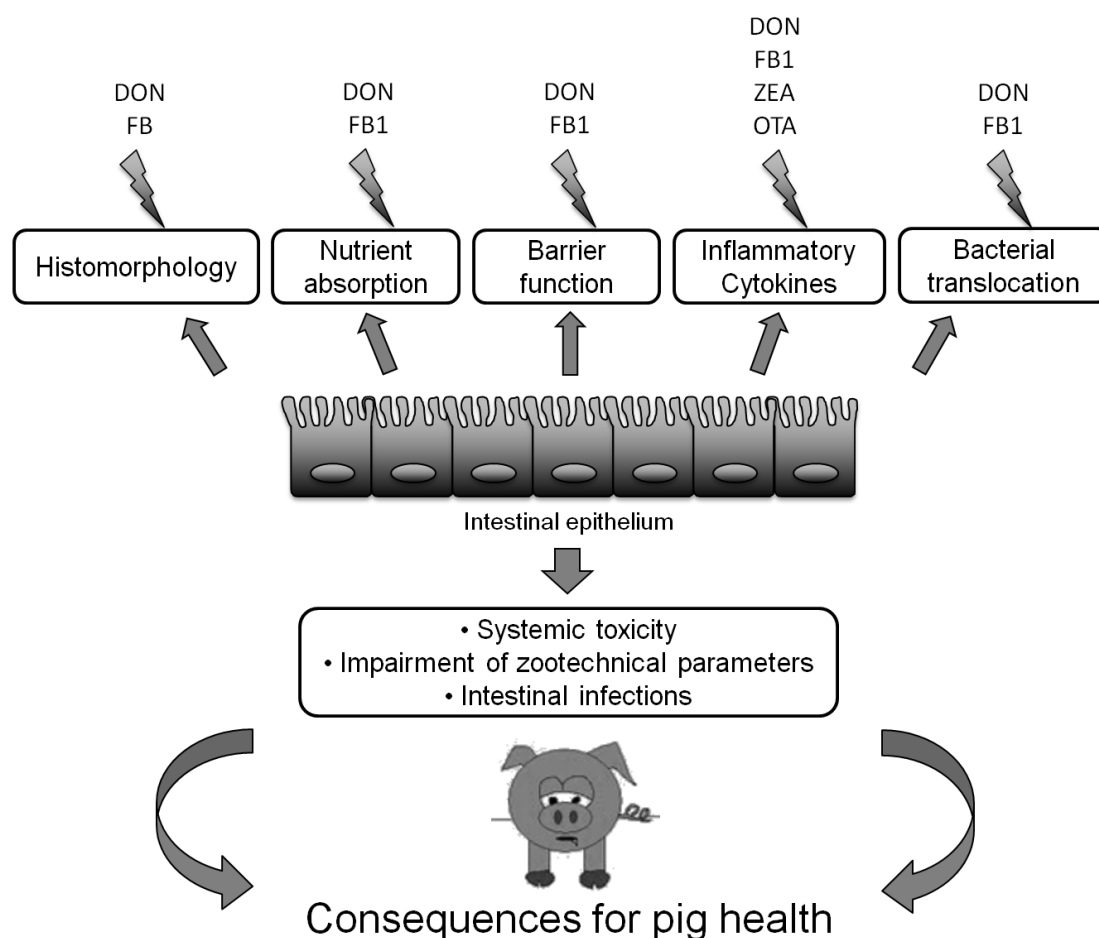 DON
FB
DON
FB1
DON
FB1
DON
FB1
ZEA
OTA
DON
FB1
Histomorphology
Nutrient
absorption
Barrier
function
Inflammatory
Cytokines
Bacterial
translocation
Intestinal epithelium
• Systemic toxicity
• Impairment of zootechnical parameters
• Intestinal infections
Consequences for pig health